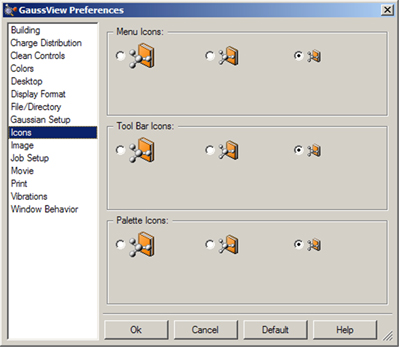 GaussView Preferences
Building
Charge Distribution
Clean Controls
Colors
Desktop
Display Format
File/Directory
Gaussian Setup
Icons
Image
Job Setup
Movie
Print
Vibrations
Window Behavior
Menu Icons:
Tool Bar Icons:
Palette Icons:
Ok
Cancel
Default
Help